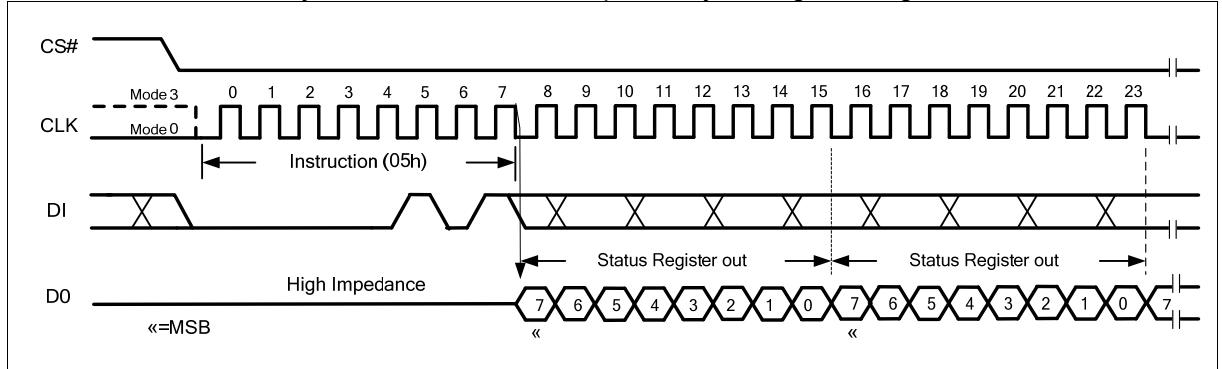 CS#
Mode 3 0 1 2 3 4 5 6 7 8 9 10 11 12 13 14 15 16 17 18 19 20 21 22 23
CLK Mode 0
Instruction (05h)
DI
Status Register out Status Register out
High Impedance
D0 7 6 5 4 3 2 1 0 7 6 5 4 3 2 1 0 7
«=MSB « «